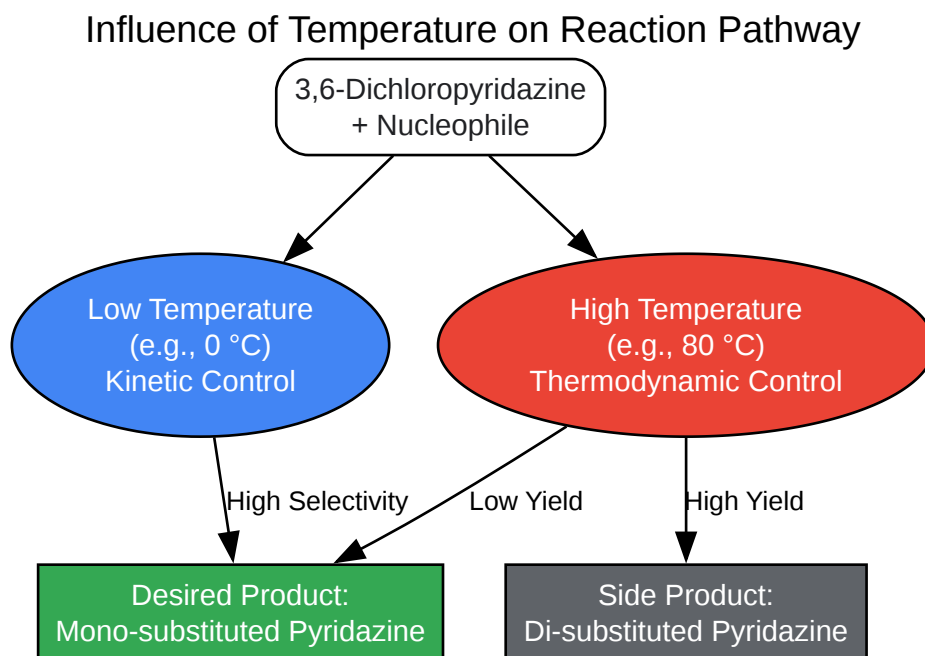 Influence of Temperature on Reaction Pathway
3,6-Dichloropyridazine
+ Nucleophile
Low Temperature
(e.g., 0 °C)
Kinetic Control
High Temperature
(e.g., 80 °C)
Thermodynamic Control
High Selectivity
Low Yield
High Yield
Desired Product:
Mono-substituted Pyridazine
Side Product:
Di-substituted Pyridazine